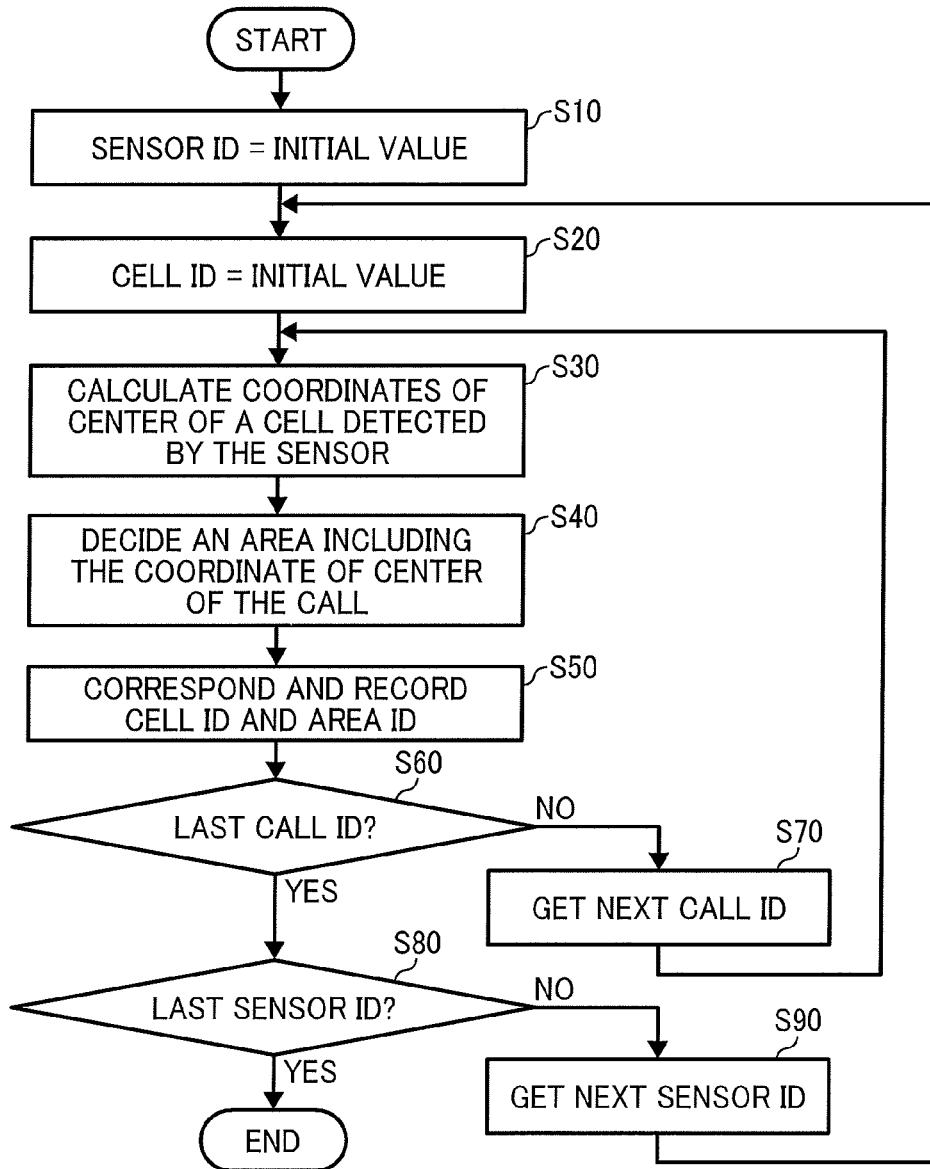 START
S10
SENSOR ID = INITIAL VALUE
S20
CELL ID = INITIAL VALUE
S30
CALCULATE COORDINATES OF
CENTER OF A CELL DETECTED
BY THE SENSOR
S40
DECIDE AN AREA INCLUDING
THE COORDINATE OF CENTER
OF THE CALL
S50
CORRESPOND AND RECORD
CELL ID AND AREA ID
S60
LAST CALL ID?
NO
YES
S70
GET NEXT CALL ID
S80
LAST SENSOR ID?
NO
YES
S90
GET NEXT SENSOR ID
END